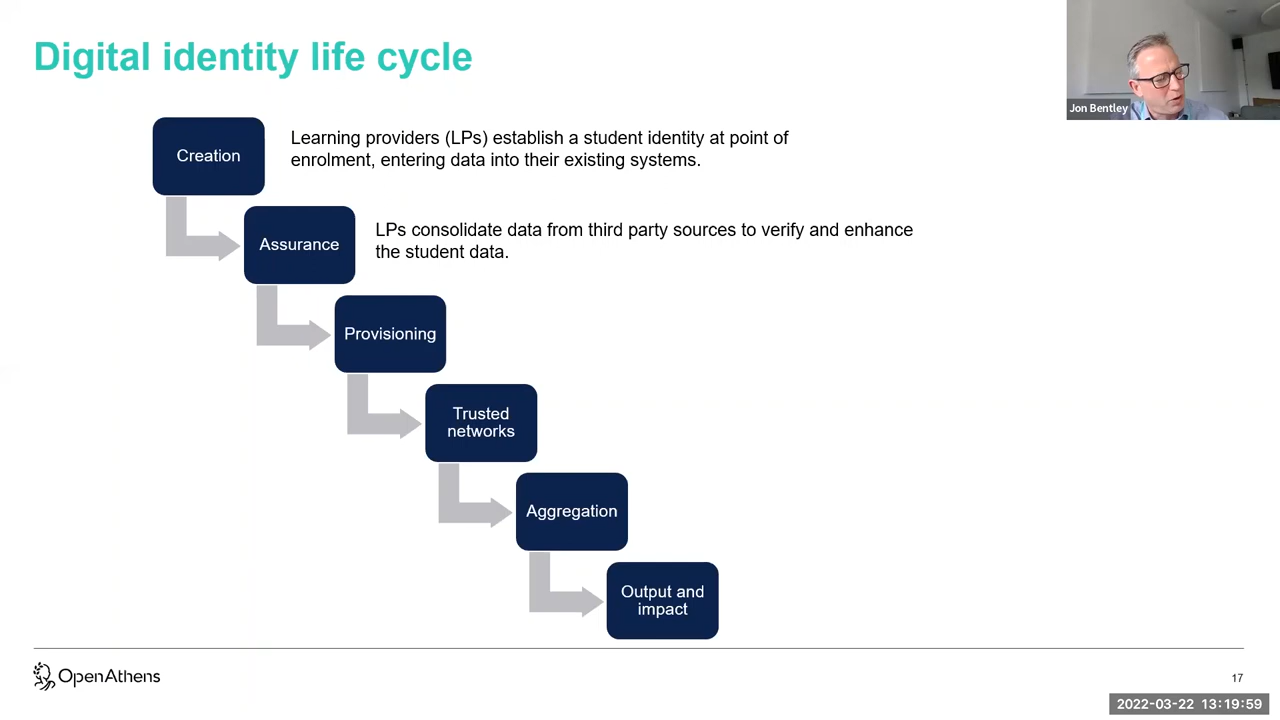 Digital identity life cycle
Jon Bentley
Creation
Learning providers (LPs) establish a student identity at point of
enrolment, entering data into their existing systems.
Assurance
LPs consolidate data from third party sources to verify and enhance
the student data.
Provisioning
Trusted
networks
Aggregation
Output and
impact
OpenAthens
17
2022-03-22 13:19:59